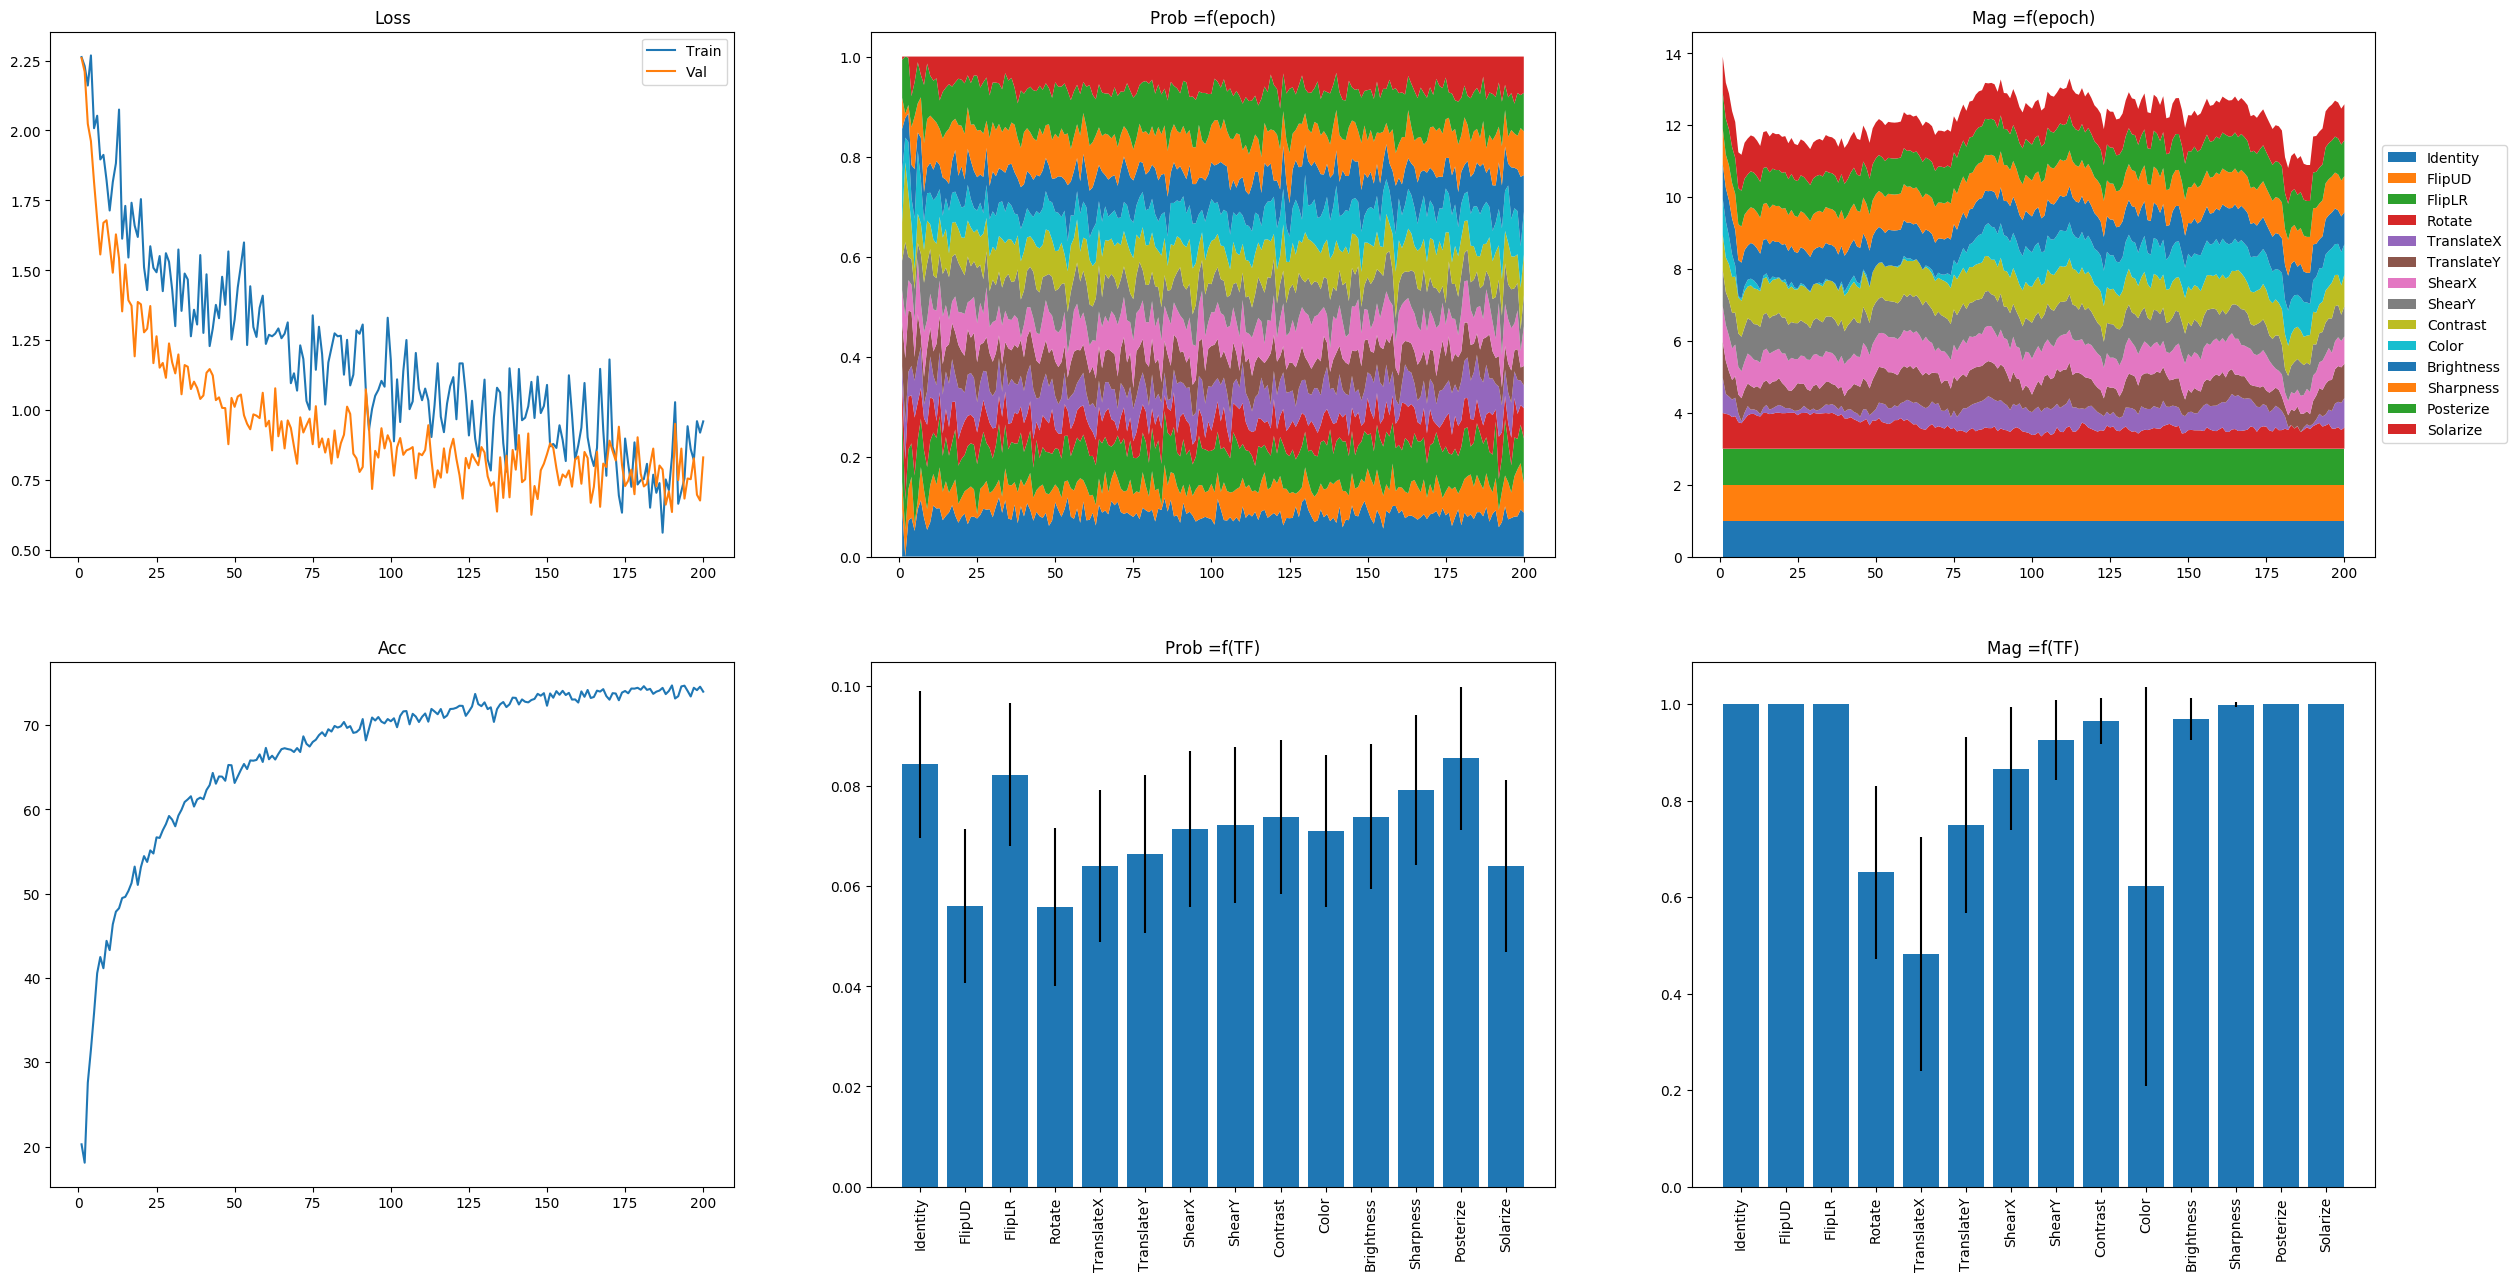 Loss
2.25
2.00
1.75
1.50
1.25
1.00
0.75
0.50
0 25 50 75 100 125 150 175 200
Train
Val
Prob =f(epoch)
1.0
0.8
0.6
0.4
0.2
0.0
0 25 50 75 100 125 150 175 200
Mag =f(epoch)
14
12
10
8
6
4
2
0
0 25 50 75 100 125 150 175 200
Identity
FlipUD
FlipLR
Rotate
TranslateX
TranslateY
ShearX
ShearY
Contrast
Color
Brightness
Sharpness
Posterize
Solarize
Acc
70
60
50
40
30
20
0 25 50 75 100 125 150 175 200
Prob =f(TF)
0.10
0.08
0.06
0.04
0.02
0.00
Identity
FlipUD
FlipLR
Rotate
TranslateX
TranslateY
ShearX
ShearY
Contrast
Color
Brightness
Sharpness
Posterize
Solarize
Mag =f(TF)
1.0
0.8
0.6
0.4
0.2
0.0
Identity
FlipUD
FlipLR
Rotate
TranslateX
TranslateY
ShearX
ShearY
Contrast
Color
Brightness
Sharpness
Posterize
Solarize